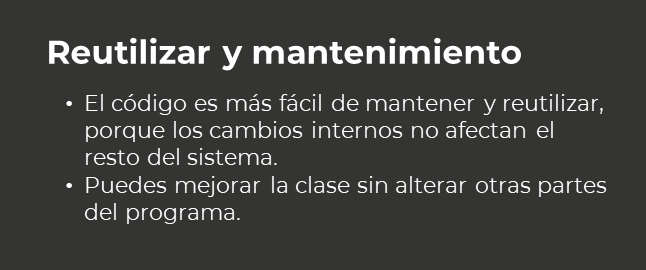 Reutilizar y mantenimiento
• El código es más fácil de mantener y reutilizar,
porque los cambios internos no afectan el
resto del sistema.
• Puedes mejorar la clase sin alterar otras partes
del programa.